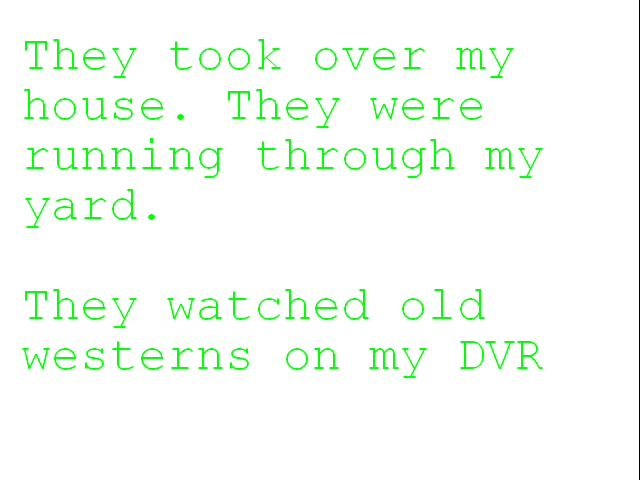 They took over my
house. They were
running through my
yard.
They watched old
westerns on my DVR